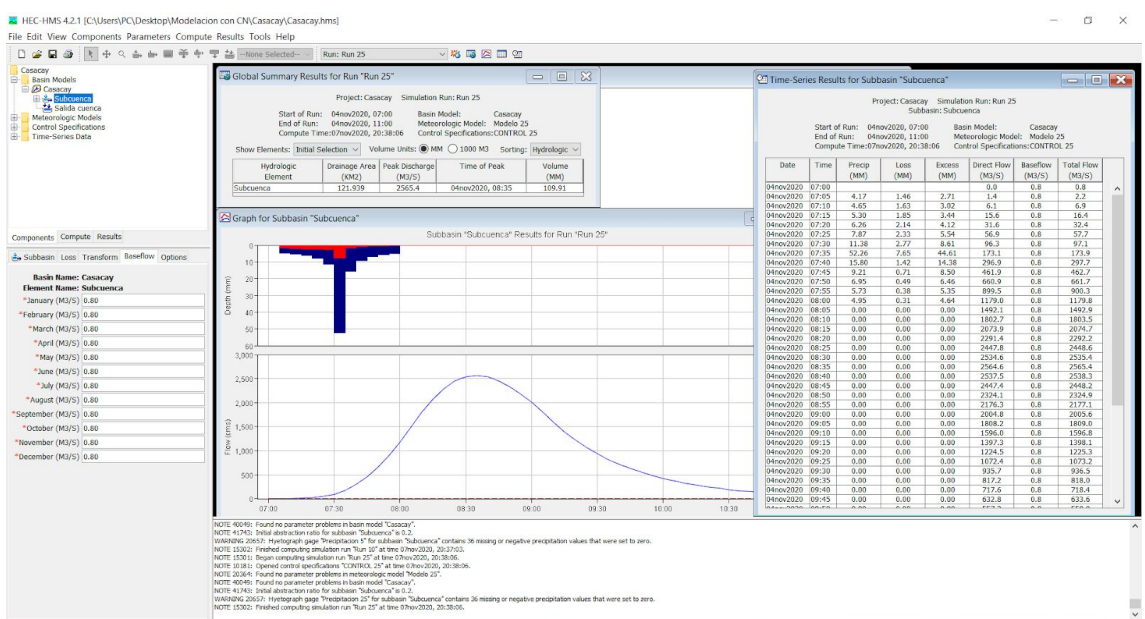 HEC-HMS 4.2.1 [C:\Users\PC\Desktop\Modelacion con CN\Casacay\Casacay.hms]
File Edit View Components Parameters Compute Results Tools Help
--None Selected-- Run: Run 25
Casacay
Basin Models
Casacay
Subcuenca
Salida cuenca
Meteorologic Models
Control Specifications
Time-Series Data
Components Compute Results
Subbasin Loss Transform Baseflow Options
Basin Name: Casacay
Element Name: Subcuenca
*January (M3/S) 0.80
*February (M3/S) 0.80
*March (M3/S) 0.80
*April (M3/S) 0.80
*May (M3/S) 0.80
*June (M3/S) 0.80
*July (M3/S) 0.80
*August (M3/S) 0.80
*September (M3/S) 0.80
*October (M3/S) 0.80
*November (M3/S) 0.80
*December (M3/S) 0.80
Global Summary Results for Run "Run 25"
Project: Casacay Simulation Run: Run 25
Start of Run: 04nov2020, 07:00 Basin Model: Casacay
End of Run: 04nov2020, 11:00 Meteorologic Model: Modelo 25
Compute Time:07nov2020, 20:38:06 Control Specifications:CONTROL 25
Show Elements: Initial Selection Volume Units: MM 1000 M3 Sorting: Hydrologic
Hydrologic Element Drainage Area (KM2) Peak Discharge (M3/S) Time of Peak Volume (MM)
Subcuenca 121.939 2565.4 04nov2020, 08:35 109.91
Graph for Subbasin "Subcuenca"
Subbasin "Subcuenca" Results for Run "Run 25"
Depth (mm)
0
10
20
30
40
50
60
Flow (cms)
3,000
2,500
2,000
1,500
1,000
500
0
07:00 07:30 08:00 08:30 09:00 09:30 10:00 10:30
Time-Series Results for Subbasin "Subcuenca"
Project: Casacay Simulation Run: Run 25
Subbasin: Subcuenca
Start of Run: 04nov2020, 07:00 Basin Model: Casacay
End of Run: 04nov2020, 11:00 Meteorologic Model: Modelo 25
Compute Time:07nov2020, 20:38:06 Control Specifications:CONTROL 25
Date Time Precip (MM) Loss (MM) Excess (MM) Direct Flow (M3/S) Baseflow (M3/S) Total Flow (M3/S)
04nov2020 07:00 0.0 0.8 0.8
04nov2020 07:05 4.17 1.46 2.71 1.4 0.8 2.2
04nov2020 07:10 4.65 1.63 3.02 6.1 0.8 6.9
04nov2020 07:15 5.30 1.85 3.44 15.6 0.8 16.4
04nov2020 07:20 6.26 2.14 4.12 31.6 0.8 32.4
04nov2020 07:25 7.87 2.33 5.54 56.9 0.8 57.7
04nov2020 07:30 11.38 2.77 8.61 96.3 0.8 97.1
04nov2020 07:35 52.26 7.65 44.61 173.1 0.8 173.9
04nov2020 07:40 15.80 1.42 14.38 296.9 0.8 297.7
04nov2020 07:45 9.21 0.71 8.50 461.9 0.8 462.7
04nov2020 07:50 6.95 0.49 6.46 660.9 0.8 661.7
04nov2020 07:55 5.73 0.38 5.35 899.5 0.8 900.3
04nov2020 08:00 4.95 0.31 4.64 1179.0 0.8 1179.8
04nov2020 08:05 0.00 0.00 0.00 1492.1 0.8 1492.9
04nov2020 08:10 0.00 0.00 0.00 1802.7 0.8 1803.5
04nov2020 08:15 0.00 0.00 0.00 2073.9 0.8 2074.7
04nov2020 08:20 0.00 0.00 0.00 2291.4 0.8 2292.2
04nov2020 08:25 0.00 0.00 0.00 2447.8 0.8 2448.6
04nov2020 08:30 0.00 0.00 0.00 2534.6 0.8 2535.4
04nov2020 08:35 0.00 0.00 0.00 2564.6 0.8 2565.4
04nov2020 08:40 0.00 0.00 0.00 2537.5 0.8 2538.3
04nov2020 08:45 0.00 0.00 0.00 2447.4 0.8 2448.2
04nov2020 08:50 0.00 0.00 0.00 2324.1 0.8 2324.9
04nov2020 08:55 0.00 0.00 0.00 2176.3 0.8 2177.1
04nov2020 09:00 0.00 0.00 0.00 2004.8 0.8 2005.6
04nov2020 09:05 0.00 0.00 0.00 1808.2 0.8 1809.0
04nov2020 09:10 0.00 0.00 0.00 1596.0 0.8 1596.8
04nov2020 09:15 0.00 0.00 0.00 1397.3 0.8 1398.1
04nov2020 09:20 0.00 0.00 0.00 1224.5 0.8 1225.3
04nov2020 09:25 0.00 0.00 0.00 1072.4 0.8 1073.2
04nov2020 09:30 0.00 0.00 0.00 935.7 0.8 936.5
04nov2020 09:35 0.00 0.00 0.00 817.2 0.8 818.0
04nov2020 09:40 0.00 0.00 0.00 717.6 0.8 718.4
04nov2020 09:45 0.00 0.00 0.00 632.8 0.8 633.6
NOTE 40049: Found no parameter problems in basin model "Casacay".
NOTE 41743: Initial abstraction ratio for subbasin "Subcuenca" is 0.2.
WARNING 20657: Hyetograph gage "Precipitacion 5" for subbasin "Subcuenca" contains 36 missing or negative precipitation values that were set to zero.
NOTE 15302: Finished computing simulation run "Run 10" at time 07nov2020, 20:37:03.
NOTE 15301: Began computing simulation run "Run 25" at time 07nov2020, 20:38:06.
NOTE 10181: Opened control specifications "CONTROL 25" at time 07nov2020, 20:38:06.
NOTE 20364: Found no parameter problems in meteorologic model "Modelo 25".
NOTE 40049: Found no parameter problems in basin model "Casacay".
NOTE 41743: Initial abstraction ratio for subbasin "Subcuenca" is 0.2.
WARNING 20657: Hyetograph gage "Precipitacion 25" for subbasin "Subcuenca" contains 36 missing or negative precipitation values that were set to zero.
NOTE 15302: Finished computing simulation run "Run 25" at time 07nov2020, 20:38:06.